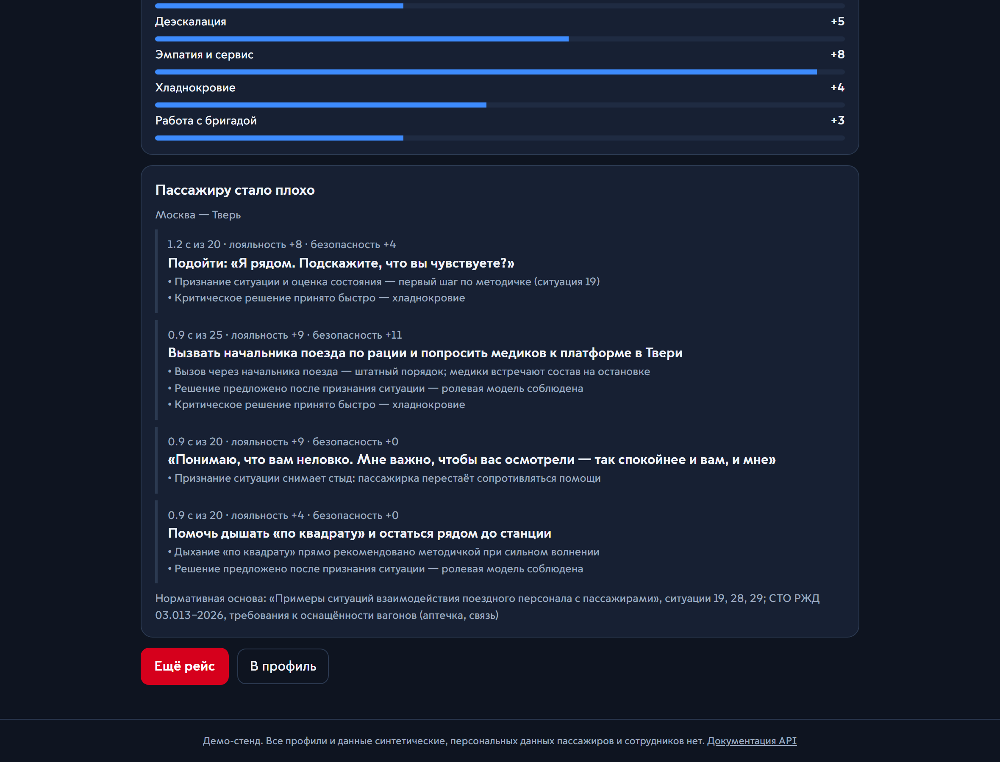 Деэскалация +5
Эмпатия и сервис +8
Хладнокровие +4
Работа с бригадой +3
Пассажиру стало плохо
Москва — Тверь
1.2 с из 20 · лояльность +8 · безопасность +4
Подойти: «Я рядом. Подскажите, что вы чувствуете?»
• Признание ситуации и оценка состояния — первый шаг по методичке (ситуация 19)
• Критическое решение принято быстро — хладнокровие
0.9 с из 25 · лояльность +9 · безопасность +11
Вызвать начальника поезда по рации и попросить медиков к платформе в Твери
• Вызов через начальника поезда — штатный порядок; медики встречают состав на остановке
• Решение предложено после признания ситуации — ролевая модель соблюдена
• Критическое решение принято быстро — хладнокровие
0.9 с из 20 · лояльность +9 · безопасность +0
«Понимаю, что вам неловко. Мне важно, чтобы вас осмотрели — так спокойнее и вам, и мне»
• Признание ситуации снимает стыд: пассажирка перестаёт сопротивляться помощи
0.9 с из 20 · лояльность +4 · безопасность +0
Помочь дышать «по квадрату» и остаться рядом до станции
• Дыхание «по квадрату» прямо рекомендовано методичкой при сильном волнении
• Решение предложено после признания ситуации — ролевая модель соблюдена
Нормативная основа: «Примеры ситуаций взаимодействия поездного персонала с пассажирами», ситуации 19, 28, 29; СТО РЖД
03.013–2026, требования к оснащённости вагонов (аптечка, связь)
Ещё рейс
В профиль
Демо-стенд. Все профили и данные синтетические, персональных данных пассажиров и сотрудников нет. Документация API